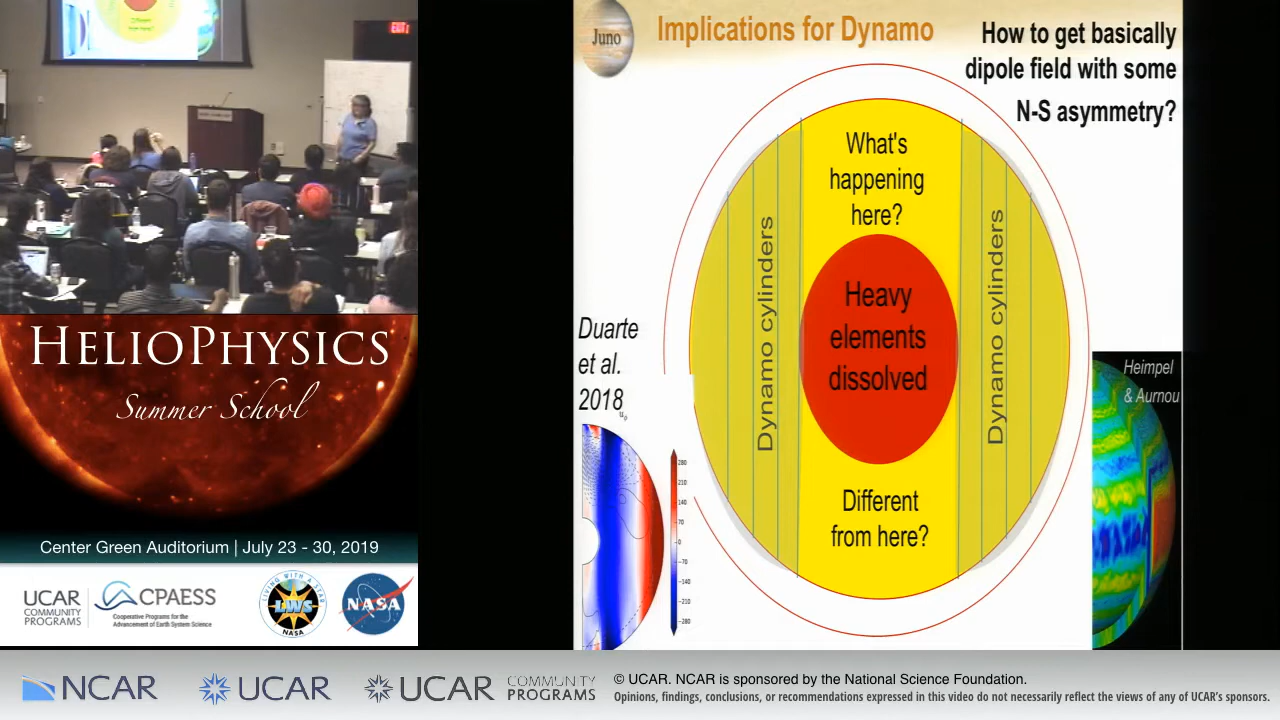 EXIT
HELIOPHYSICS
Summer School
Center Green Auditorium | July 23 - 30, 2019
UCAR
COMMUNITY
PROGRAMS
CPAESS
Cooperative Programs for the
Advancement of Earth System Science
LIVING WITH A STAR
LWS
NASA
NASA
Juno
Implications for Dynamo
How to get basically
dipole field with some
N-S asymmetry?
What's
happening
here?
Dynamo cylinders
Heavy
elements
dissolved
Dynamo cylinders
Different
from here?
Duarte
et al.
2018
280
210
140
70
0
-70
-140
-210
-280
Heimpel
& Aurnou
NCAR
UCAR
UCAR
COMMUNITY
PROGRAMS
© UCAR. NCAR is sponsored by the National Science Foundation.
Opinions, findings, conclusions, or recommendations expressed in this video do not necessarily reflect the views of any of UCAR's sponsors.